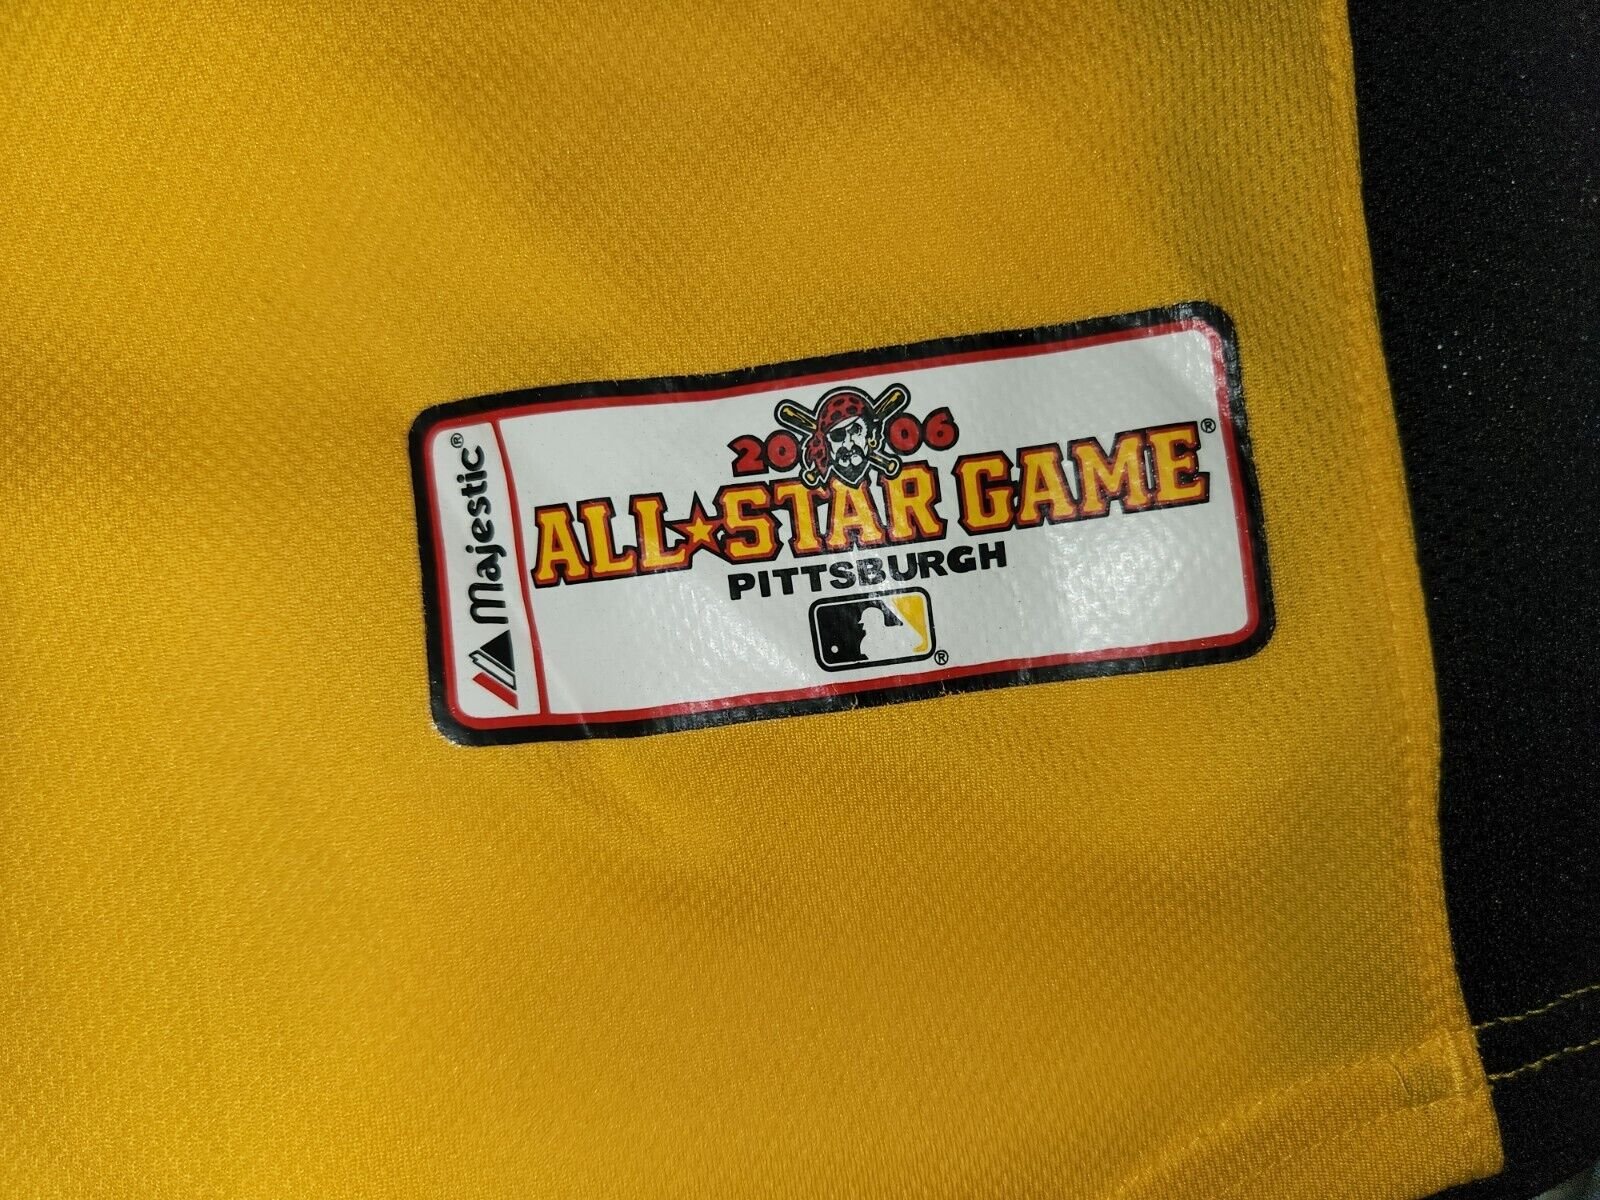 Majestic®
2006
ALL★STAR GAME®
PITTSBURGH
®